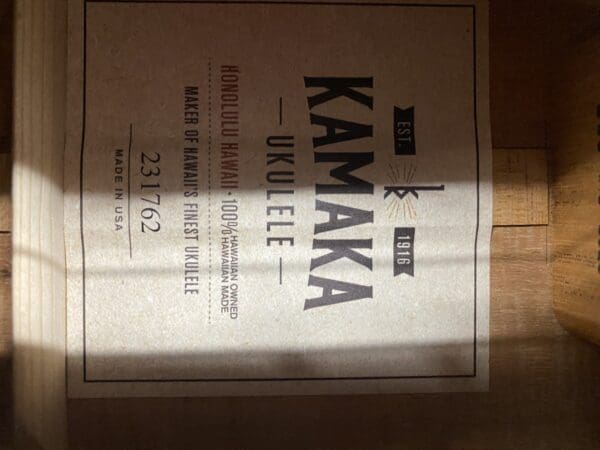 EST. k 1916
KAMAKA
— UKULELE —
HONOLULU HAWAII • 100% HAWAIIAN OWNED
HAWAIIAN MADE
MAKER OF HAWAII'S FINEST UKULELE
231762
MADE IN USA